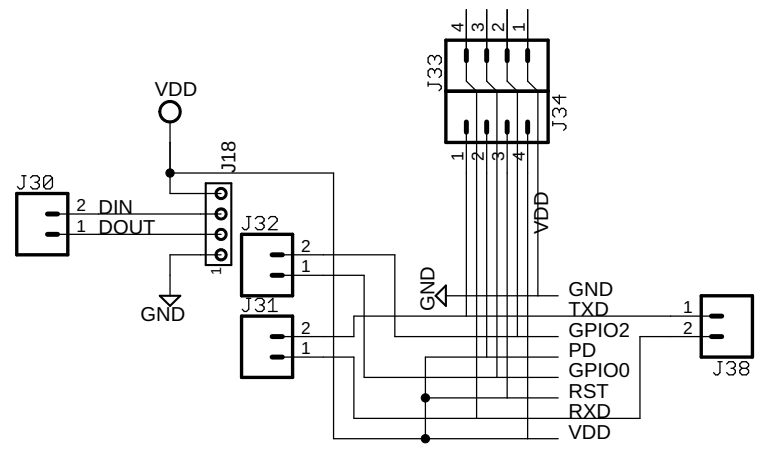 4 3 2 1
J33
J34
1 2 3 4
VDD
VDD
J18
J30
2 DIN
1 DOUT
1
GND
J32
2
1
J31
2
1
GND
GND
TXD
GPIO2
PD
GPIO0
RST
RXD
VDD
1
2
J38